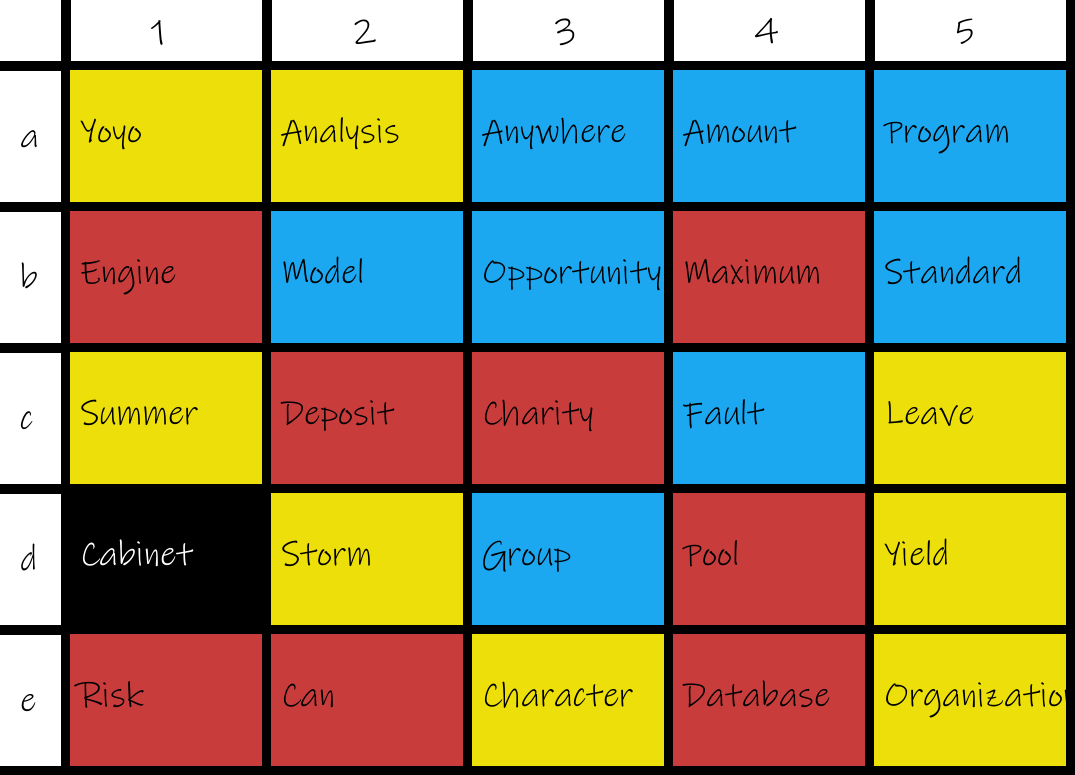 1 2 3 4 5
a Yoyo Analysis Anywhere Amount Program
b Engine Model Opportunity Maximum Standard
c Summer Deposit Charity Fault Leave
d Cabinet Storm Group Pool Yield
e Risk Can Character Database Organizatio